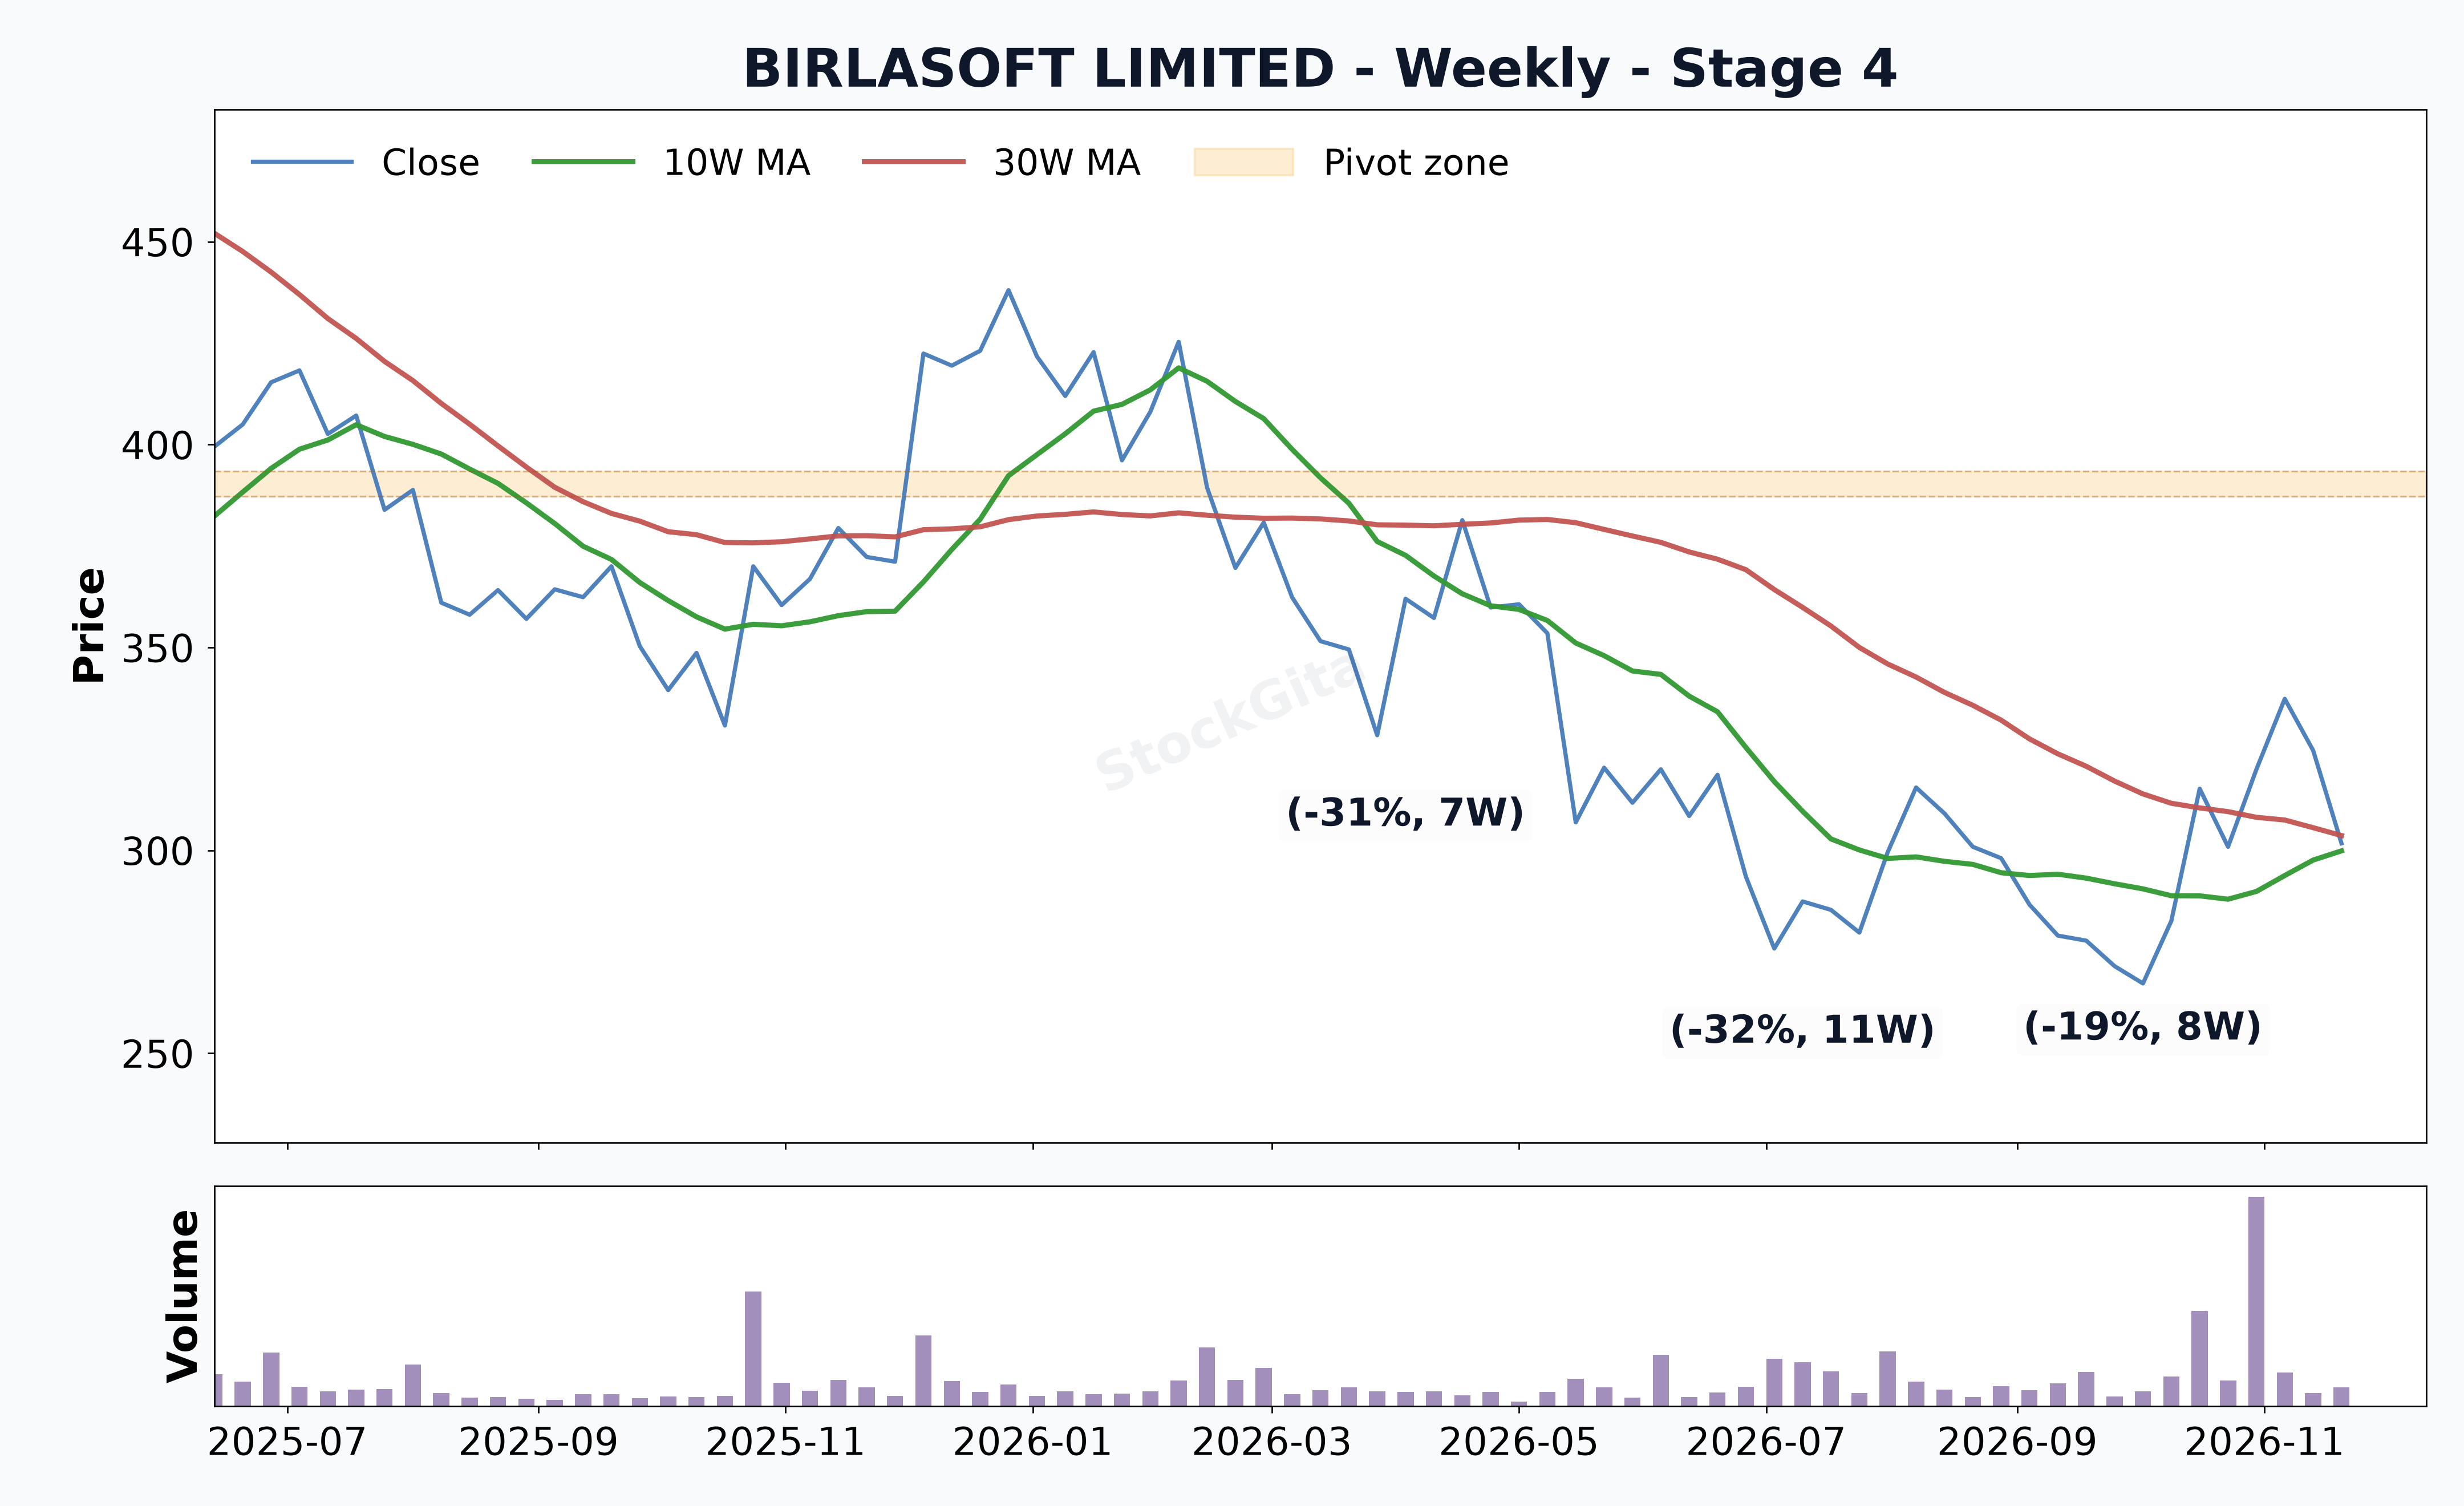 BIRLASOFT LIMITED - Weekly - Stage 4
Close 10W MA 30W MA Pivot zone
450
400
350
300
250
Price
StockGita
(-31%, 7W)
(-32%, 11W)
(-19%, 8W)
Volume
2025-07 2025-09 2025-11 2026-01 2026-03 2026-05 2026-07 2026-09 2026-11